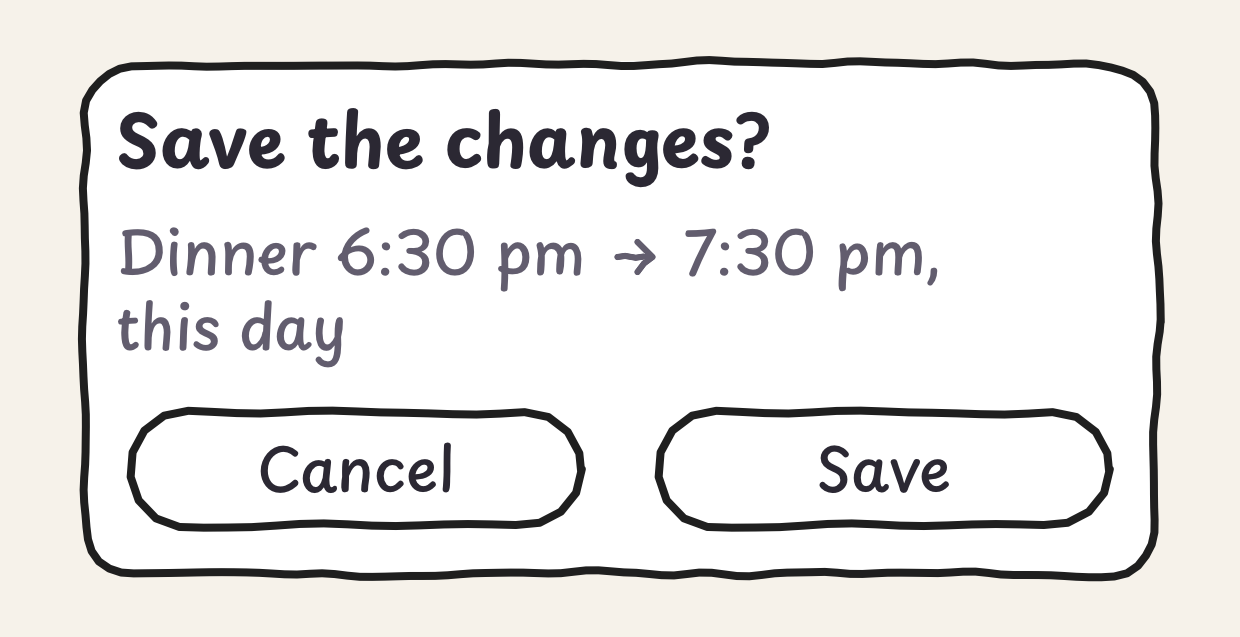 Save the changes?
Dinner 6:30 pm → 7:30 pm,
this day
Cancel
Save